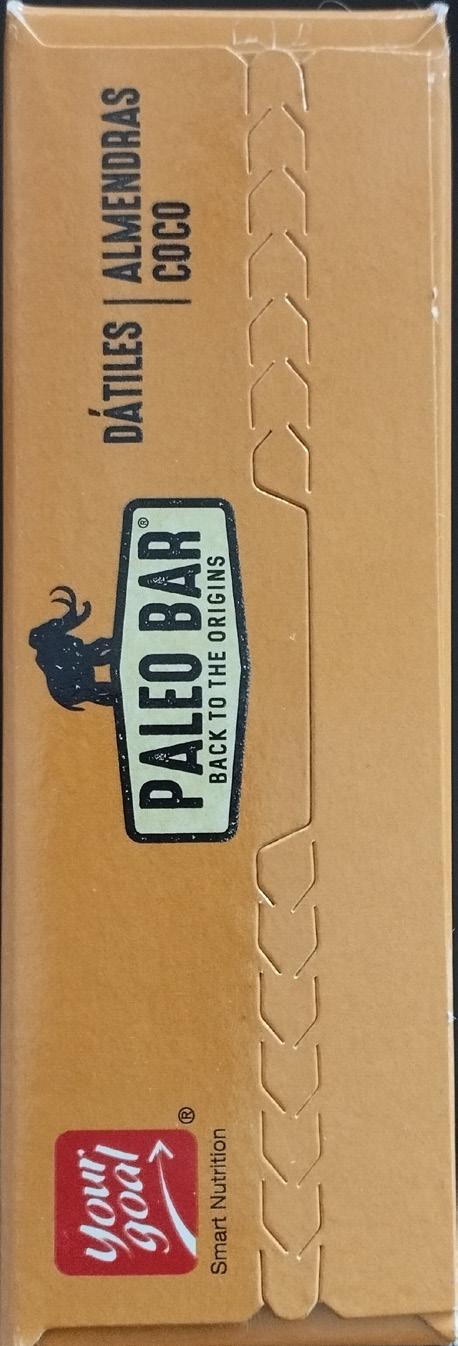 your
goal ®
Smart Nutrition
PALEO BAR®
BACK TO THE ORIGINS
DÁTILES | ALMENDRAS
COCO